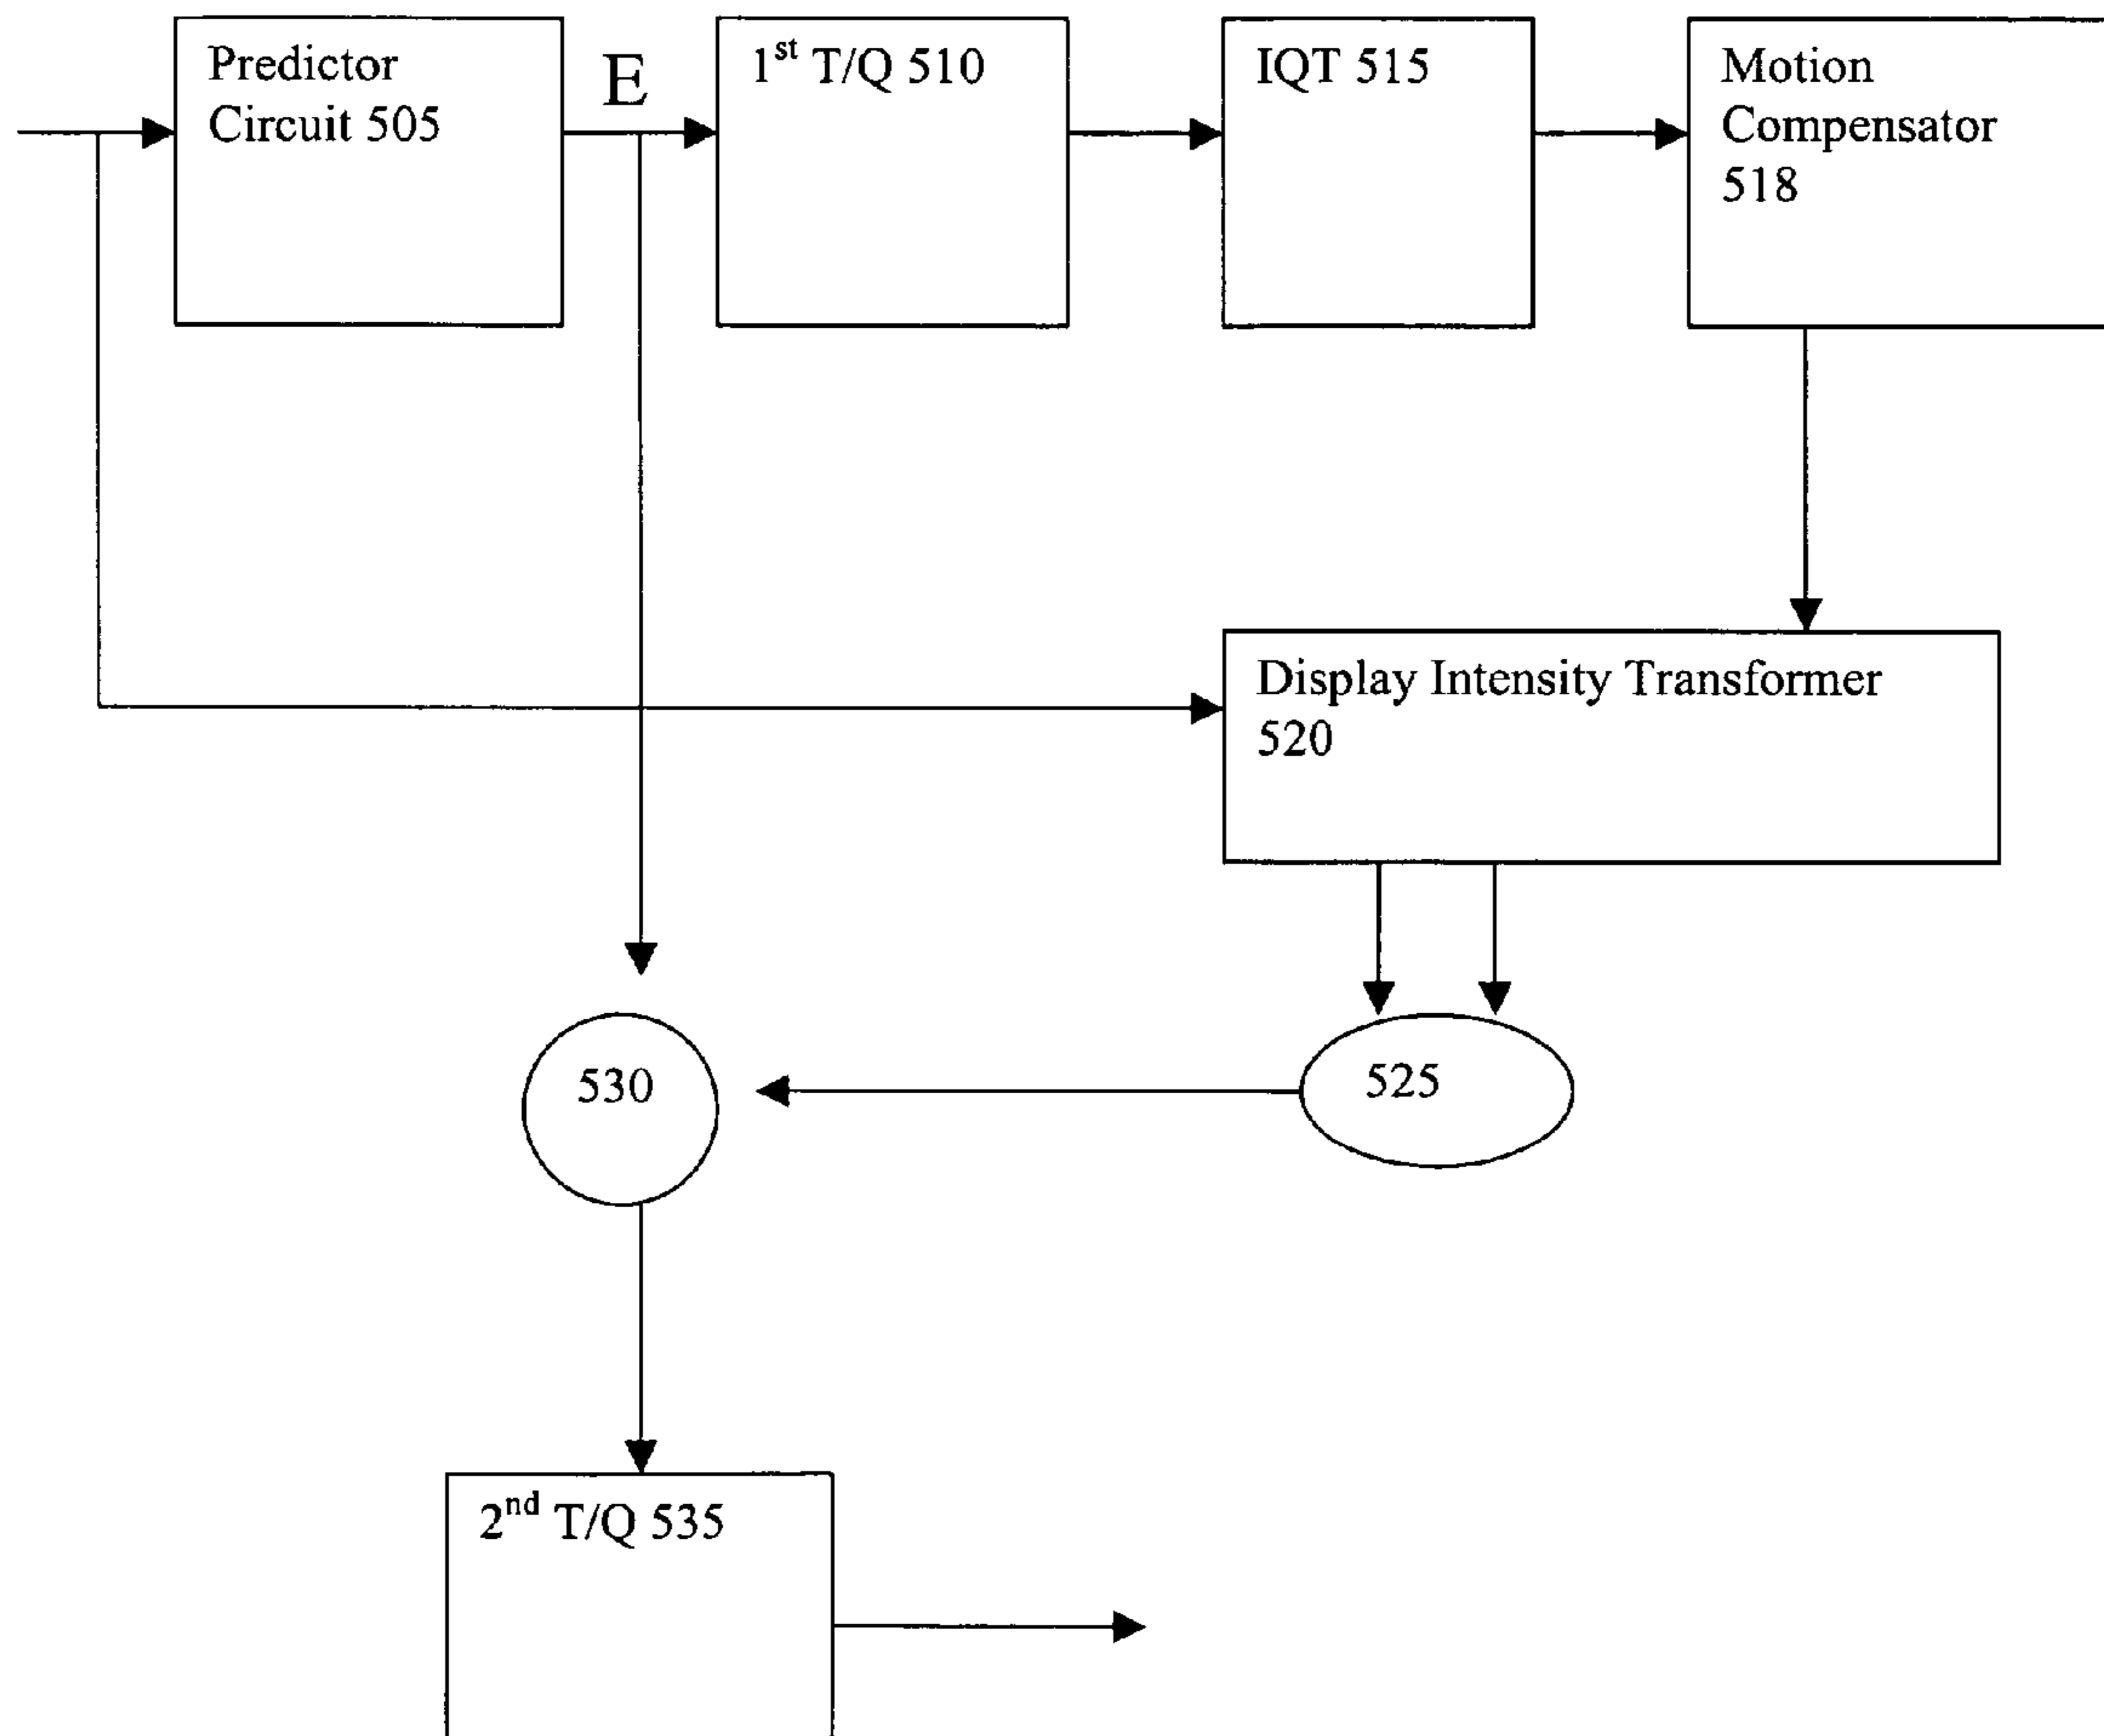 Predictor
Circuit 505
E
1st T/Q 510
IQT 515
Motion
Compensator
518
Display Intensity Transformer
520
530
525
2nd T/Q 535